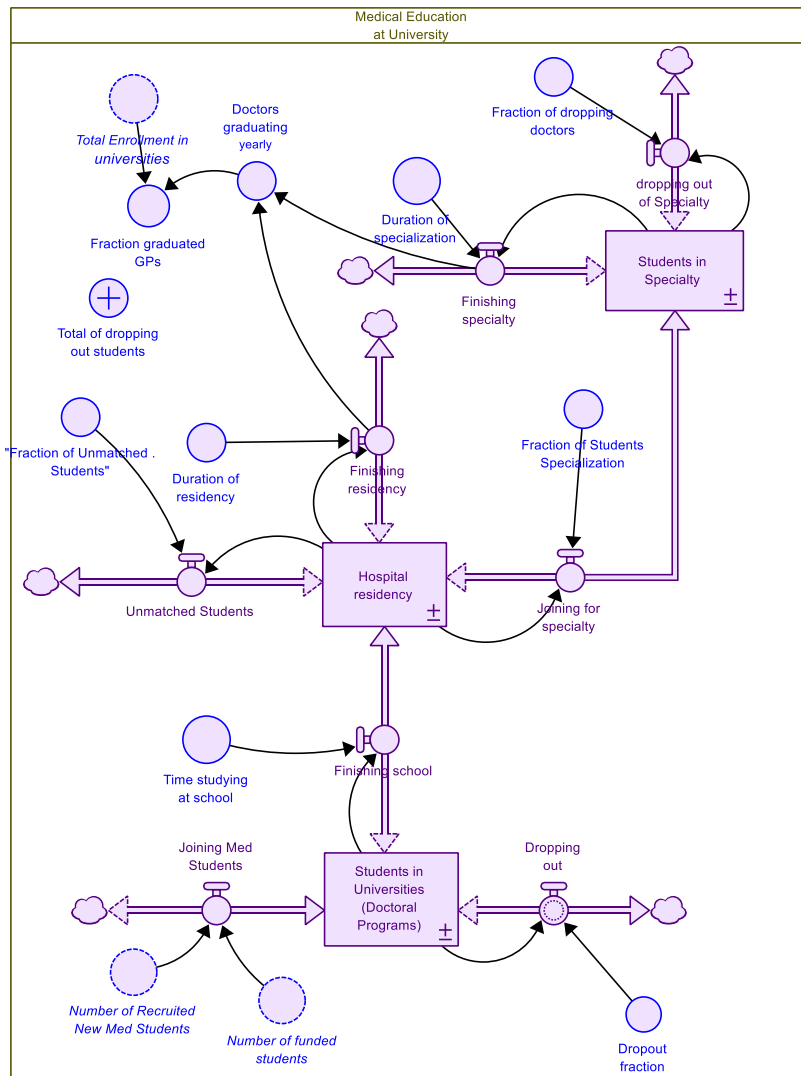 Medical Education
at University
Total Enrollment in
universities
Doctors
graduating
yearly
Fraction of dropping
doctors
dropping out
of Specialty
Duration of
specialization
Fraction graduated
GPs
Students in
Specialty
Finishing
specialty
Total of dropping
out students
"Fraction of Unmatched .
Students"
Duration of
residency
Finishing
residency
Fraction of Students
Specialization
Hospital
residency
Unmatched Students
Joining for
specialty
Time studying
at school
Finishing school
Joining Med
Students
Students in
Universities
(Doctoral
Programs)
Dropping
out
Number of Recruited
New Med Students
Number of funded
students
Dropout
fraction